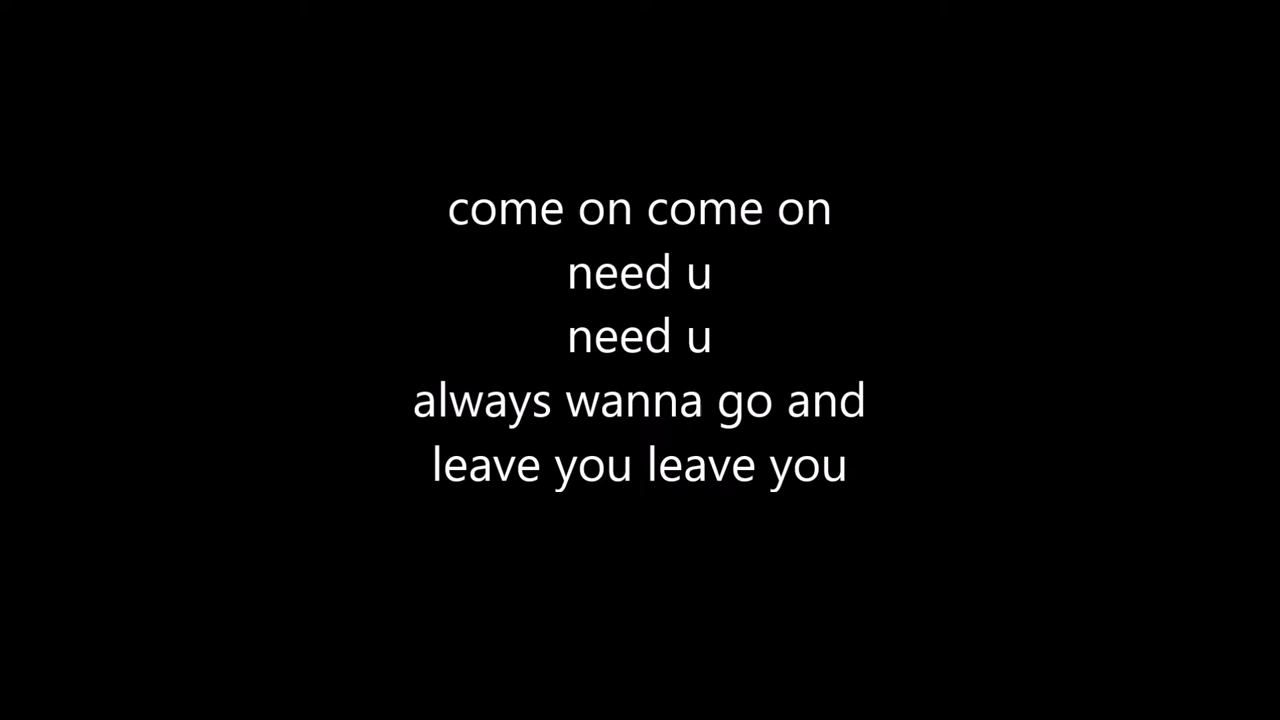 come on come on
need u
need u
always wanna go and
leave you leave you